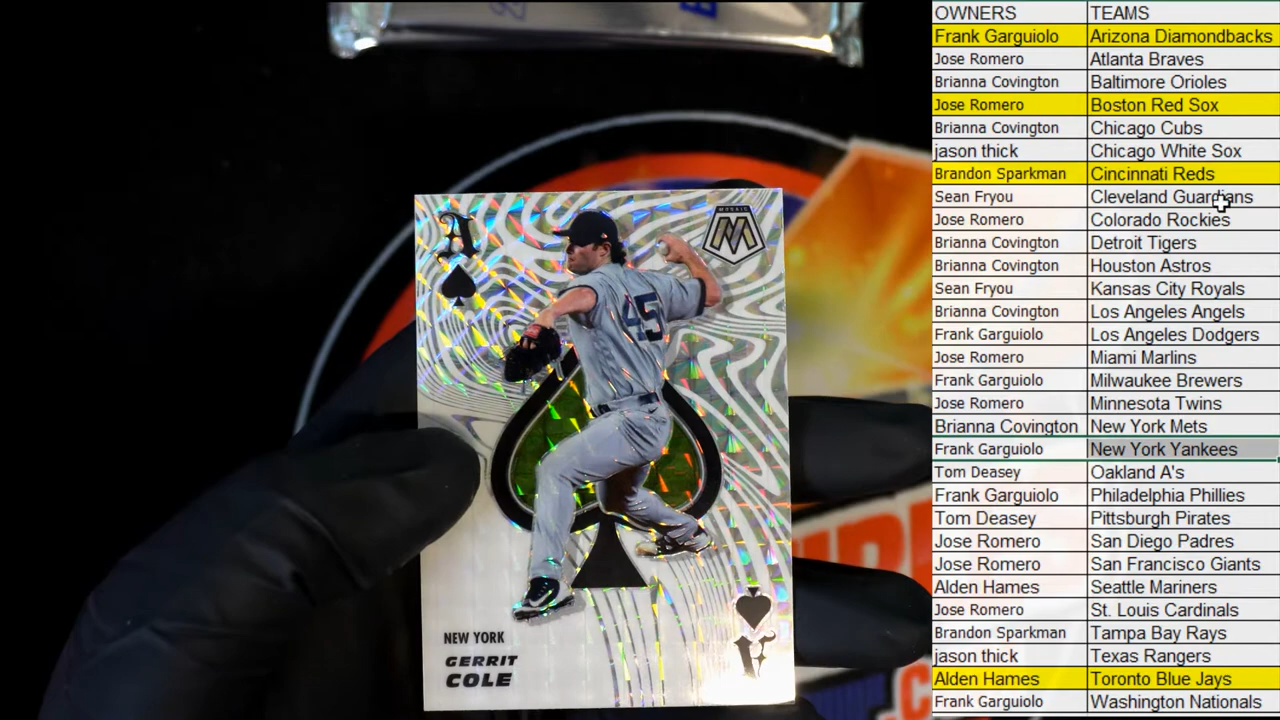 OWNERS TEAMS
Frank Garguiolo Arizona Diamondbacks
Jose Romero Atlanta Braves
Brianna Covington Baltimore Orioles
Jose Romero Boston Red Sox
Brianna Covington Chicago Cubs
jason thick Chicago White Sox
Brandon Sparkman Cincinnati Reds
Sean Fryou Cleveland Guardians
Jose Romero Colorado Rockies
Brianna Covington Detroit Tigers
Brianna Covington Houston Astros
Sean Fryou Kansas City Royals
Brianna Covington Los Angeles Angels
Frank Garguiolo Los Angeles Dodgers
Jose Romero Miami Marlins
Frank Garguiolo Milwaukee Brewers
Jose Romero Minnesota Twins
Brianna Covington New York Mets
Frank Garguiolo New York Yankees
Tom Deasey Oakland A's
Frank Garguiolo Philadelphia Phillies
Tom Deasey Pittsburgh Pirates
Jose Romero San Diego Padres
Jose Romero San Francisco Giants
Alden Hames Seattle Mariners
Jose Romero St. Louis Cardinals
Brandon Sparkman Tampa Bay Rays
jason thick Texas Rangers
Alden Hames Toronto Blue Jays
Frank Garguiolo Washington Nationals
A
MOSAIC
M
45
NEW YORK
GERRIT
COLE
A